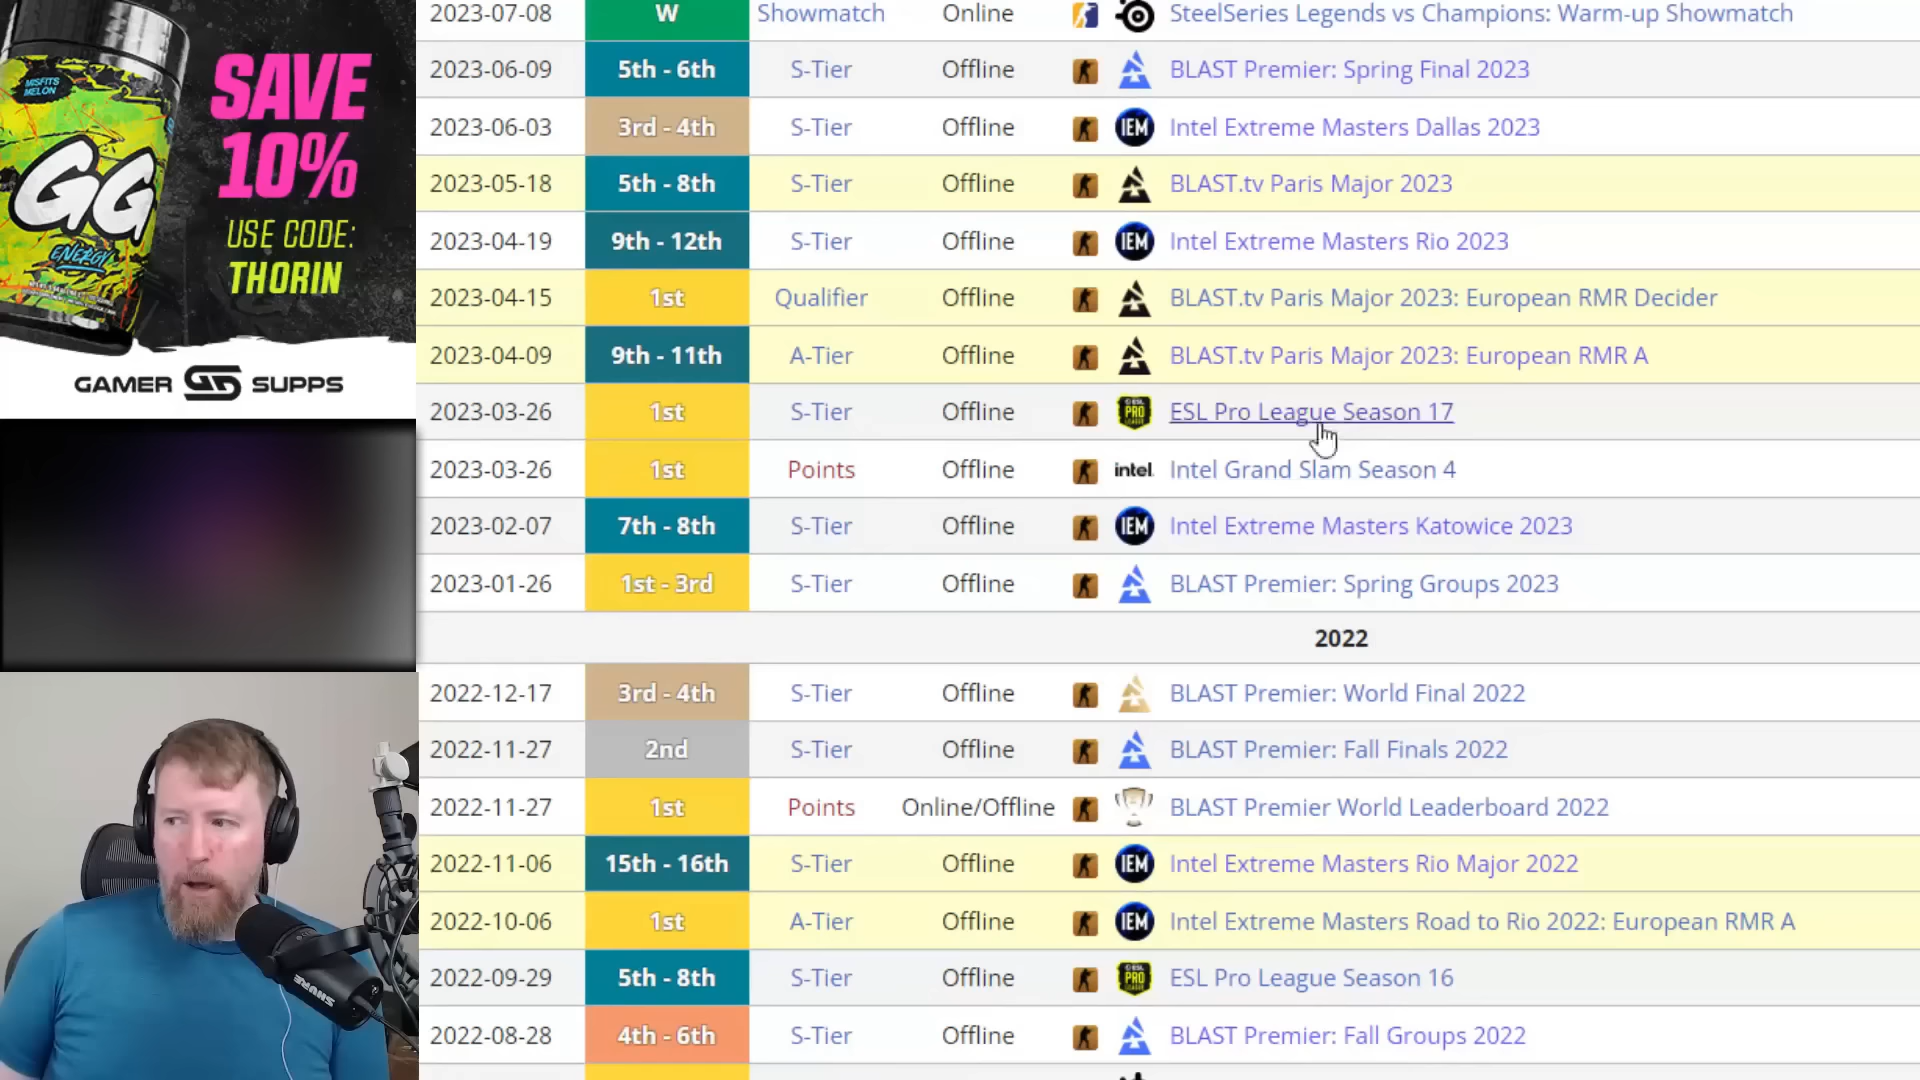 MISFITS
MELON
GG
ENERGY
SAVE
10%
USE CODE:
THORIN
GAMER GS SUPPS
SHURE
2023-07-08 W Showmatch Online SteelSeries Legends vs Champions: Warm-up Showmatch
2023-06-09 5th - 6th S-Tier Offline BLAST Premier: Spring Final 2023
2023-06-03 3rd - 4th S-Tier Offline IEM Intel Extreme Masters Dallas 2023
2023-05-18 5th - 8th S-Tier Offline BLAST.tv Paris Major 2023
2023-04-19 9th - 12th S-Tier Offline IEM Intel Extreme Masters Rio 2023
2023-04-15 1st Qualifier Offline BLAST.tv Paris Major 2023: European RMR Decider
2023-04-09 9th - 11th A-Tier Offline BLAST.tv Paris Major 2023: European RMR A
2023-03-26 1st S-Tier Offline ESL PRO ESL Pro League Season 17
2023-03-26 1st Points Offline intel. Intel Grand Slam Season 4
2023-02-07 7th - 8th S-Tier Offline IEM Intel Extreme Masters Katowice 2023
2023-01-26 1st - 3rd S-Tier Offline BLAST Premier: Spring Groups 2023
2022
2022-12-17 3rd - 4th S-Tier Offline BLAST Premier: World Final 2022
2022-11-27 2nd S-Tier Offline BLAST Premier: Fall Finals 2022
2022-11-27 1st Points Online/Offline BLAST Premier World Leaderboard 2022
2022-11-06 15th - 16th S-Tier Offline IEM Intel Extreme Masters Rio Major 2022
2022-10-06 1st A-Tier Offline IEM Intel Extreme Masters Road to Rio 2022: European RMR A
2022-09-29 5th - 8th S-Tier Offline ESL PRO ESL Pro League Season 16
2022-08-28 4th - 6th S-Tier Offline BLAST Premier: Fall Groups 2022